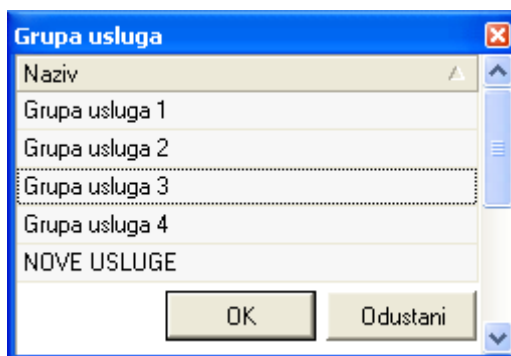 Grupa usluga
Naziv
Grupa usluga 1
Grupa usluga 2
Grupa usluga 3
Grupa usluga 4
NOVE USLUGE
OK Odustani